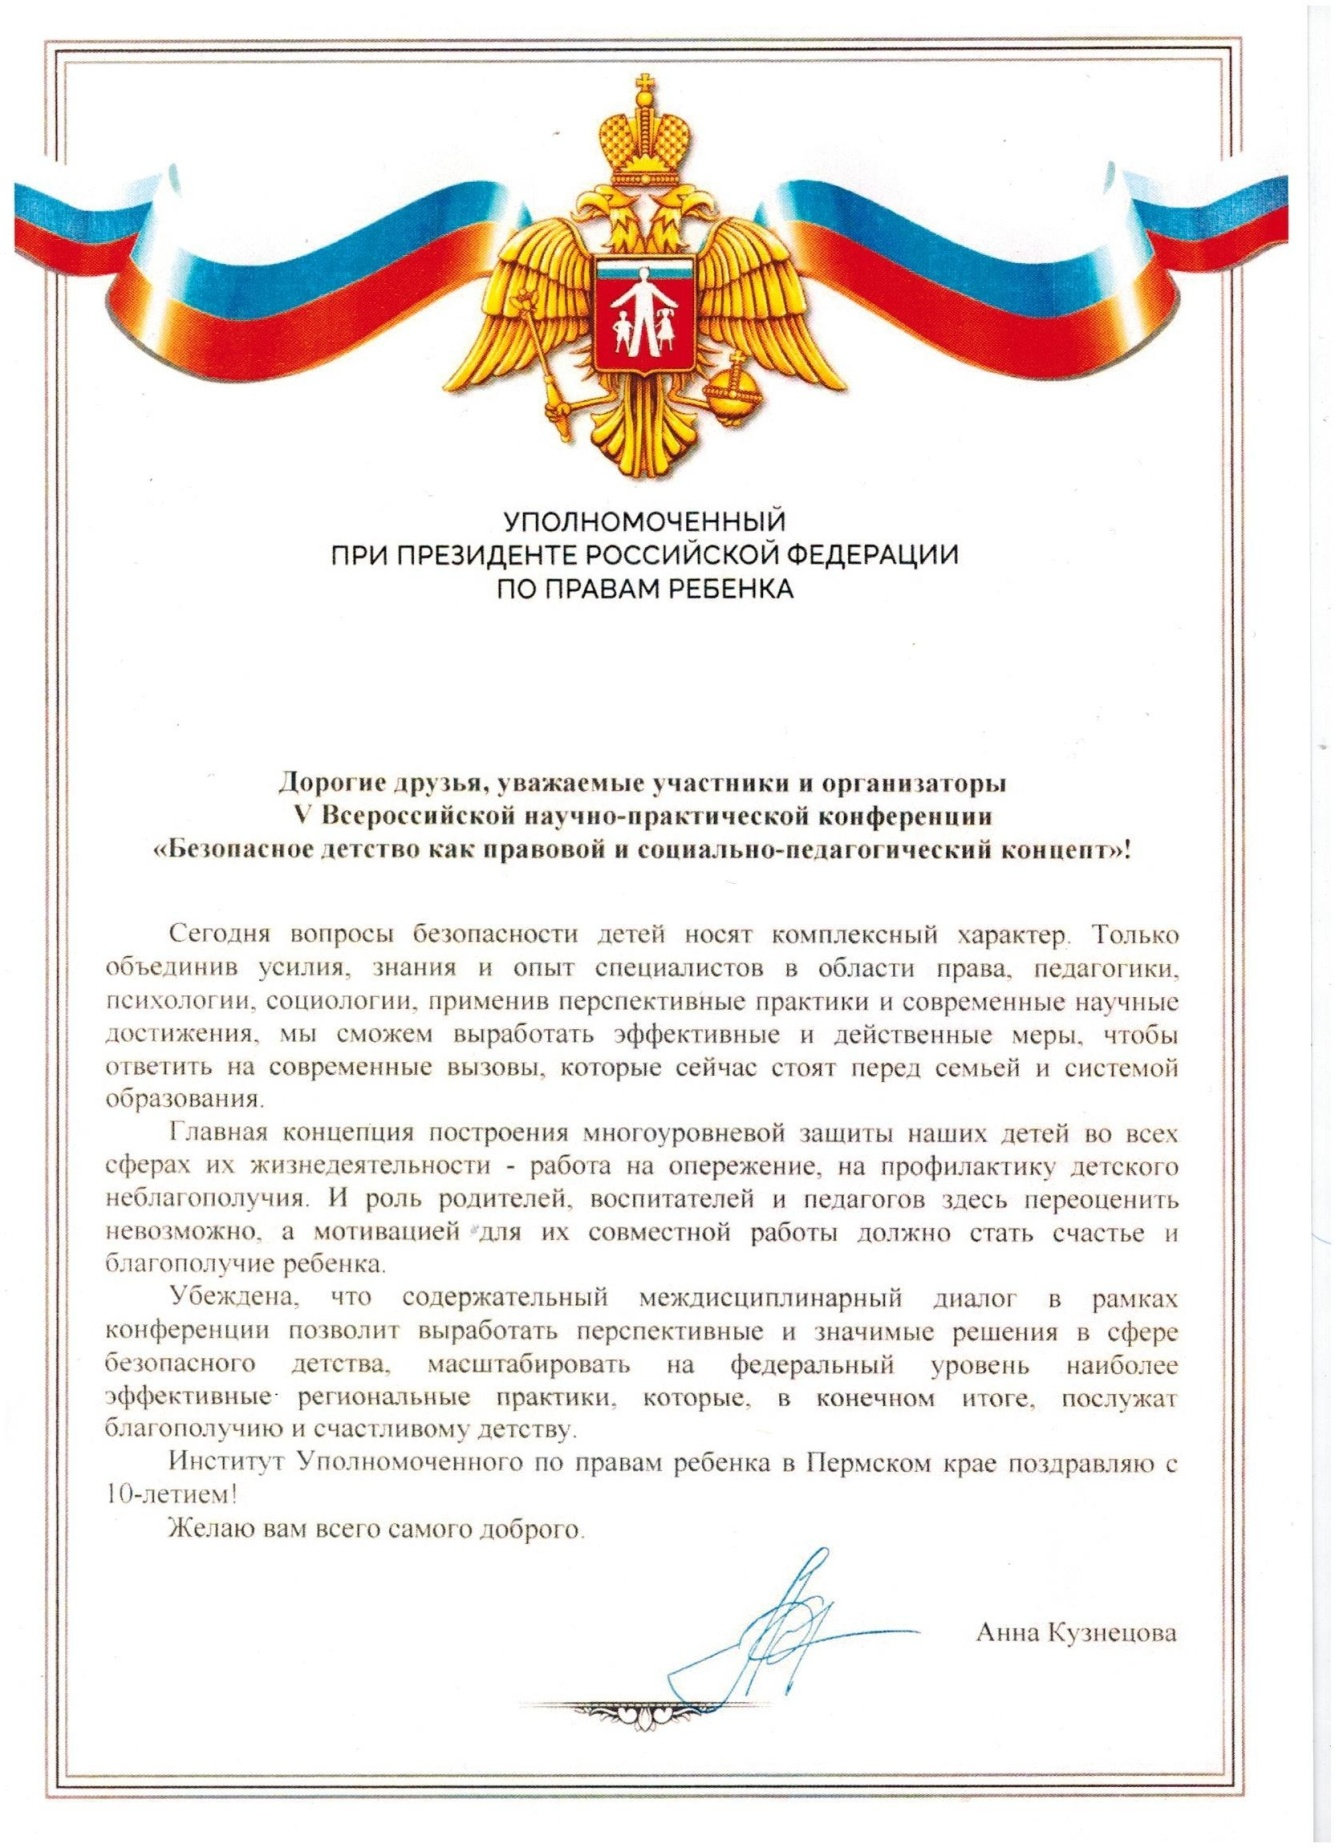 УПОЛНОМОЧЕННЫЙ
ПРИ ПРЕЗИДЕНТЕ РОССИЙСКОЙ ФЕДЕРАЦИИ
ПО ПРАВАМ РЕБЕНКА
Дорогие друзья, уважаемые участники и организаторы
V Всероссийской научно-практической конференции
«Безопасное детство как правовой и социально-педагогический концепт»!
Сегодня вопросы безопасности детей носят комплексный характер. Только
объединив усилия, знания и опыт специалистов в области права, педагогики,
психологии, социологии, применив перспективные практики и современные научные
достижения, мы сможем выработать эффективные и действенные меры, чтобы
ответить на современные вызовы, которые сейчас стоят перед семьей и системой
образования.
Главная концепция построения многоуровневой защиты наших детей во всех
сферах их жизнедеятельности - работа на опережение, на профилактику детского
неблагополучия. И роль родителей, воспитателей и педагогов здесь переоценить
невозможно, а мотивацией для их совместной работы должно стать счастье и
благополучие ребенка.
Убеждена, что содержательный междисциплинарный диалог в рамках
конференции позволит выработать перспективные и значимые решения в сфере
безопасного детства, масштабировать на федеральный уровень наиболее
эффективные региональные практики, которые, в конечном итоге, послужат
благополучию и счастливому детству.
Институт Уполномоченного по правам ребенка в Пермском крае поздравляю с
10-летием!
Желаю вам всего самого доброго.
Анна Кузнецова